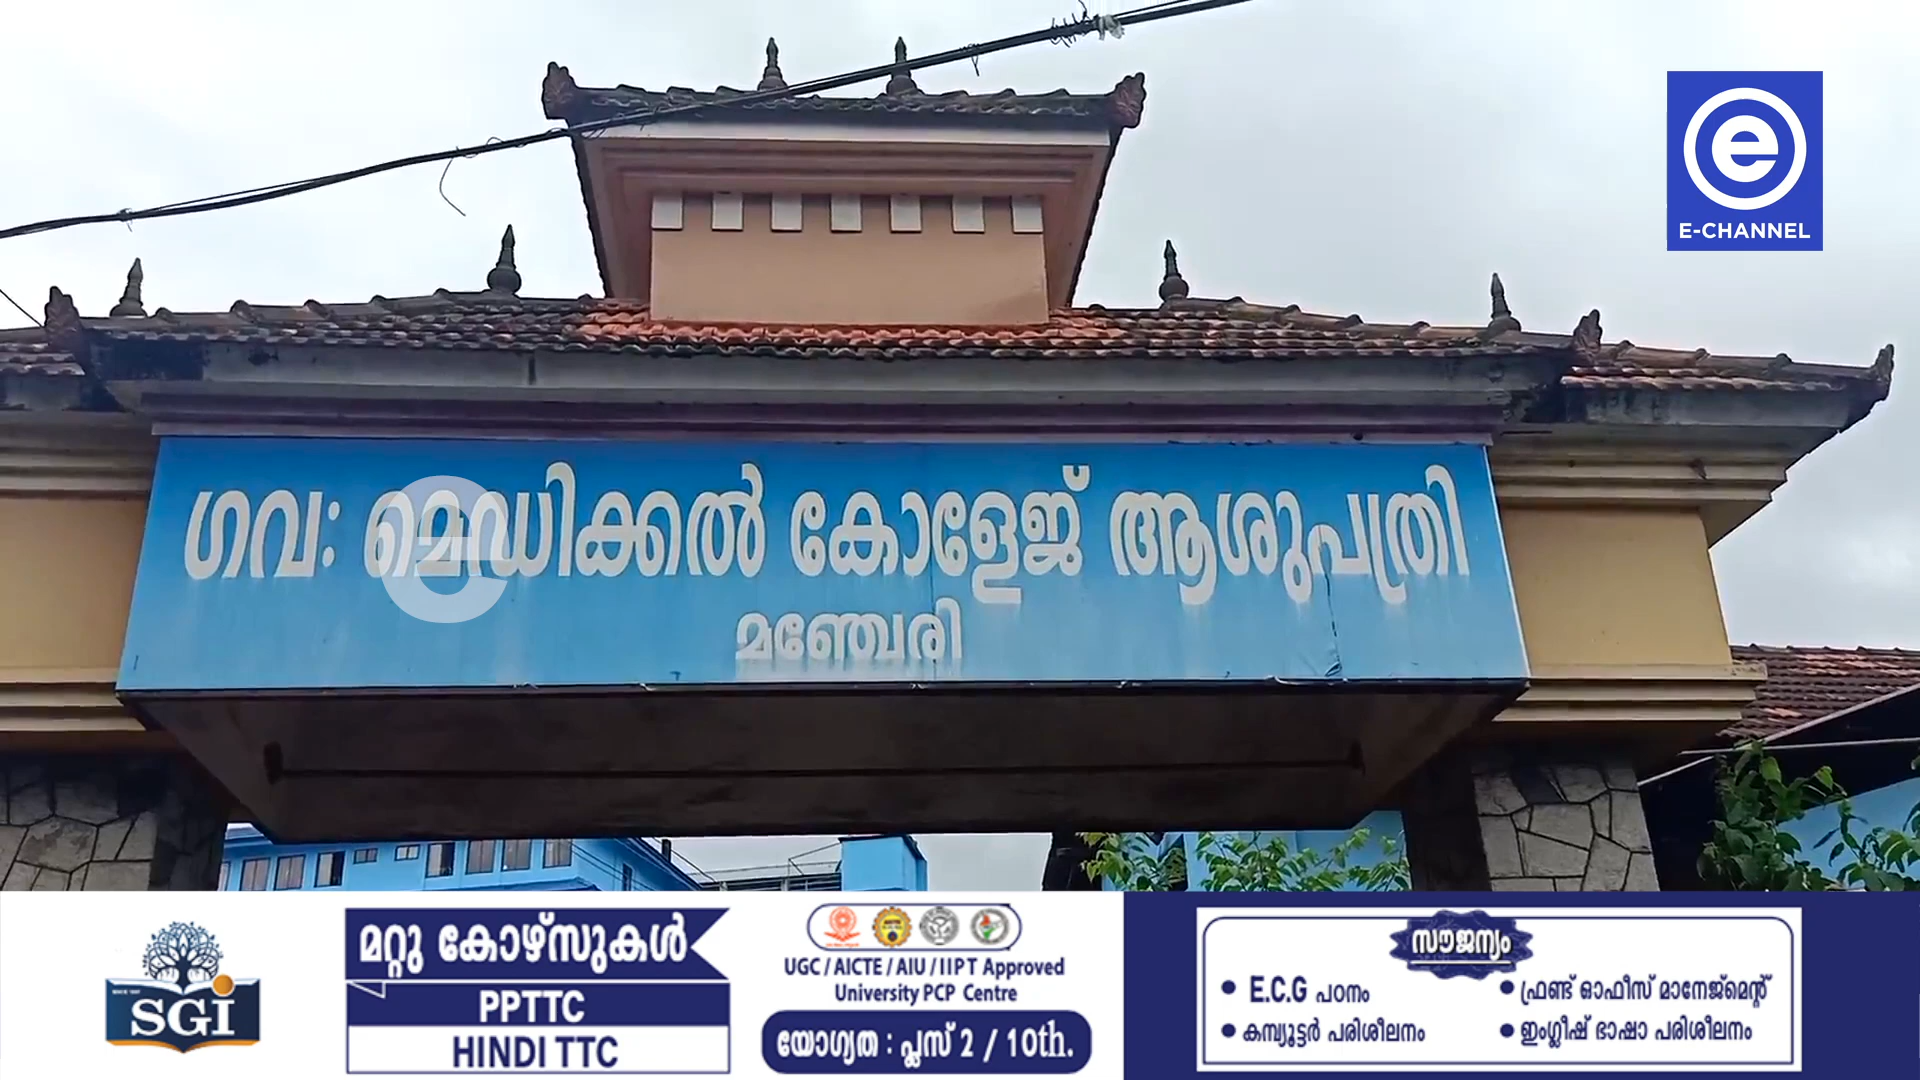 e
E-CHANNEL
ഗവ: മെഡിക്കൽ കോളേജ് ആശുപത്രി
മഞ്ചേരി
SGI
മറ്റു കോഴ്സുകൾ
PPTTC
HINDI TTC
UGC / AICTE / AIU / IIPT Approved
University PCP Centre
യോഗ്യത : പ്ലസ് 2 / 10th.
സൗജന്യം
• E.C.G പഠനം
• കമ്പ്യൂട്ടർ പരിശീലനം
• ഫ്രണ്ട് ഓഫീസ് മാനേജ്മെന്റ്
• ഇംഗ്ലീഷ് ഭാഷാ പരിശീലനം